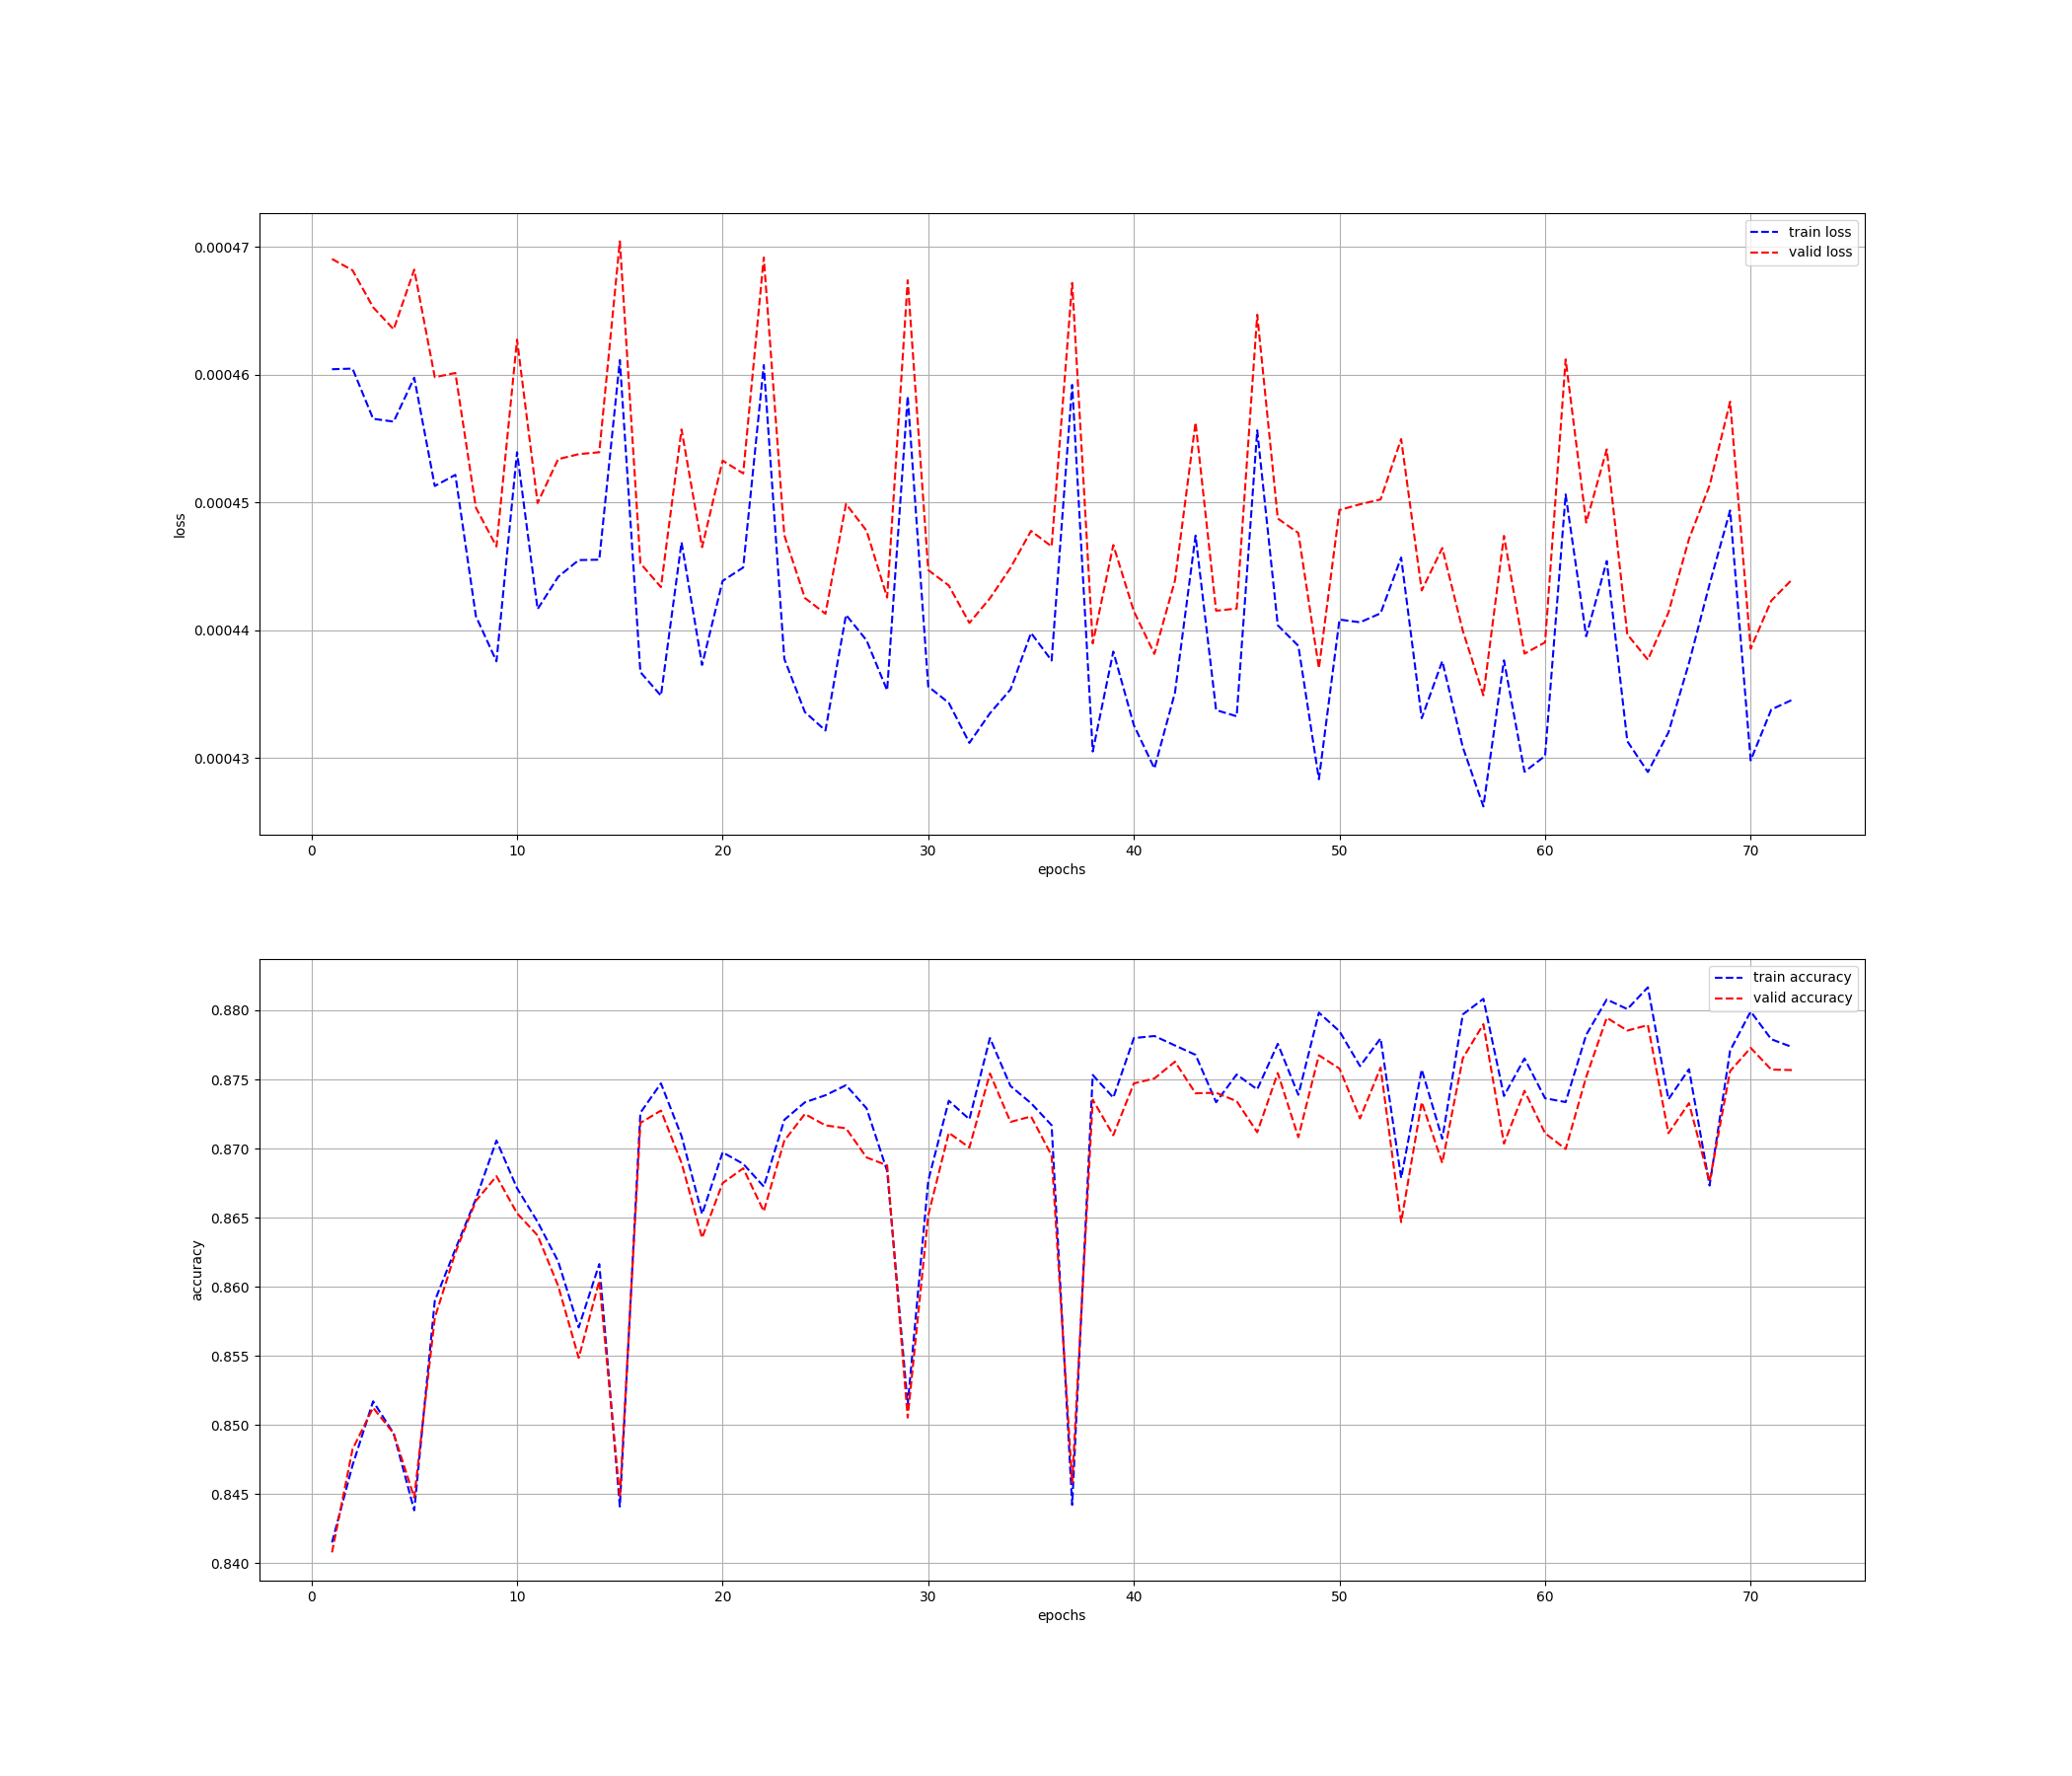 train loss
valid loss
0.00047
0.00046
0.00045
0.00044
0.00043
loss
0 10 20 30 40 50 60 70
epochs
train accuracy
valid accuracy
0.880
0.875
0.870
0.865
0.860
0.855
0.850
0.845
0.840
accuracy
0 10 20 30 40 50 60 70
epochs